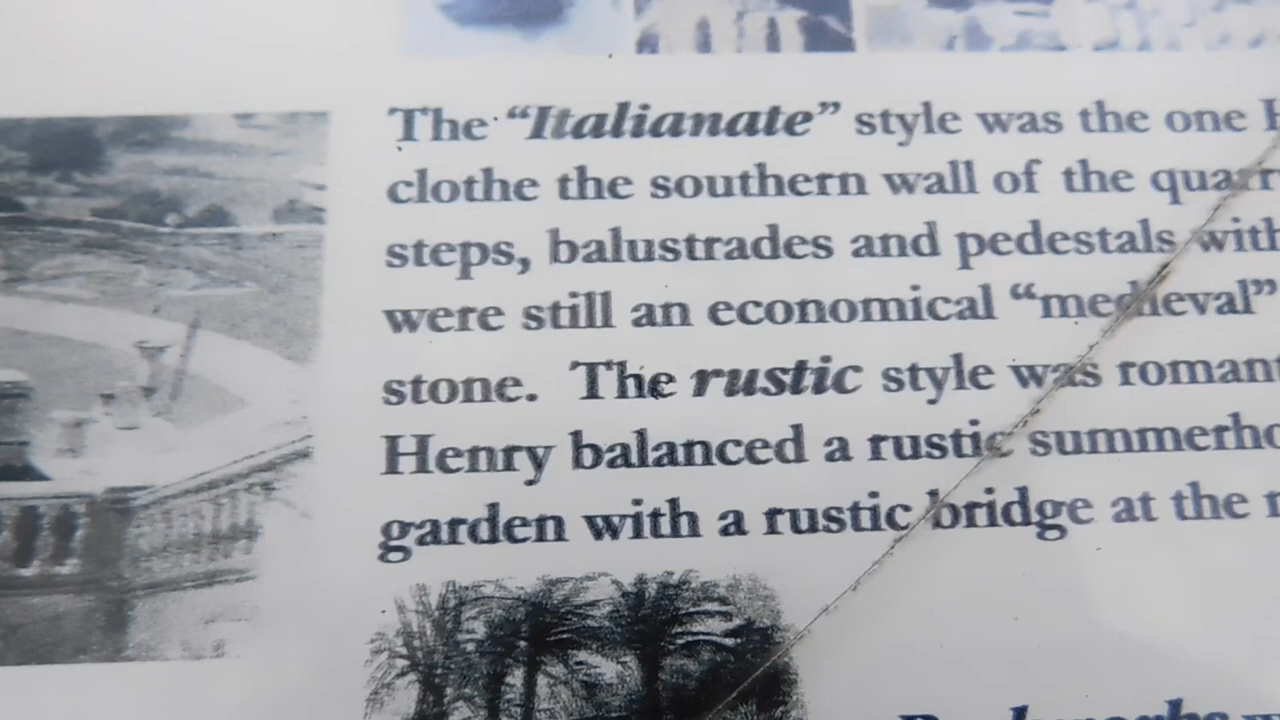 The “Italianate” style was the one
clothe the southern wall of the
steps, balustrades and pedestals with
were still an economical “medieval”
stone. The rustic style was
Henry balanced a rustic
garden with a rustic bridge at the